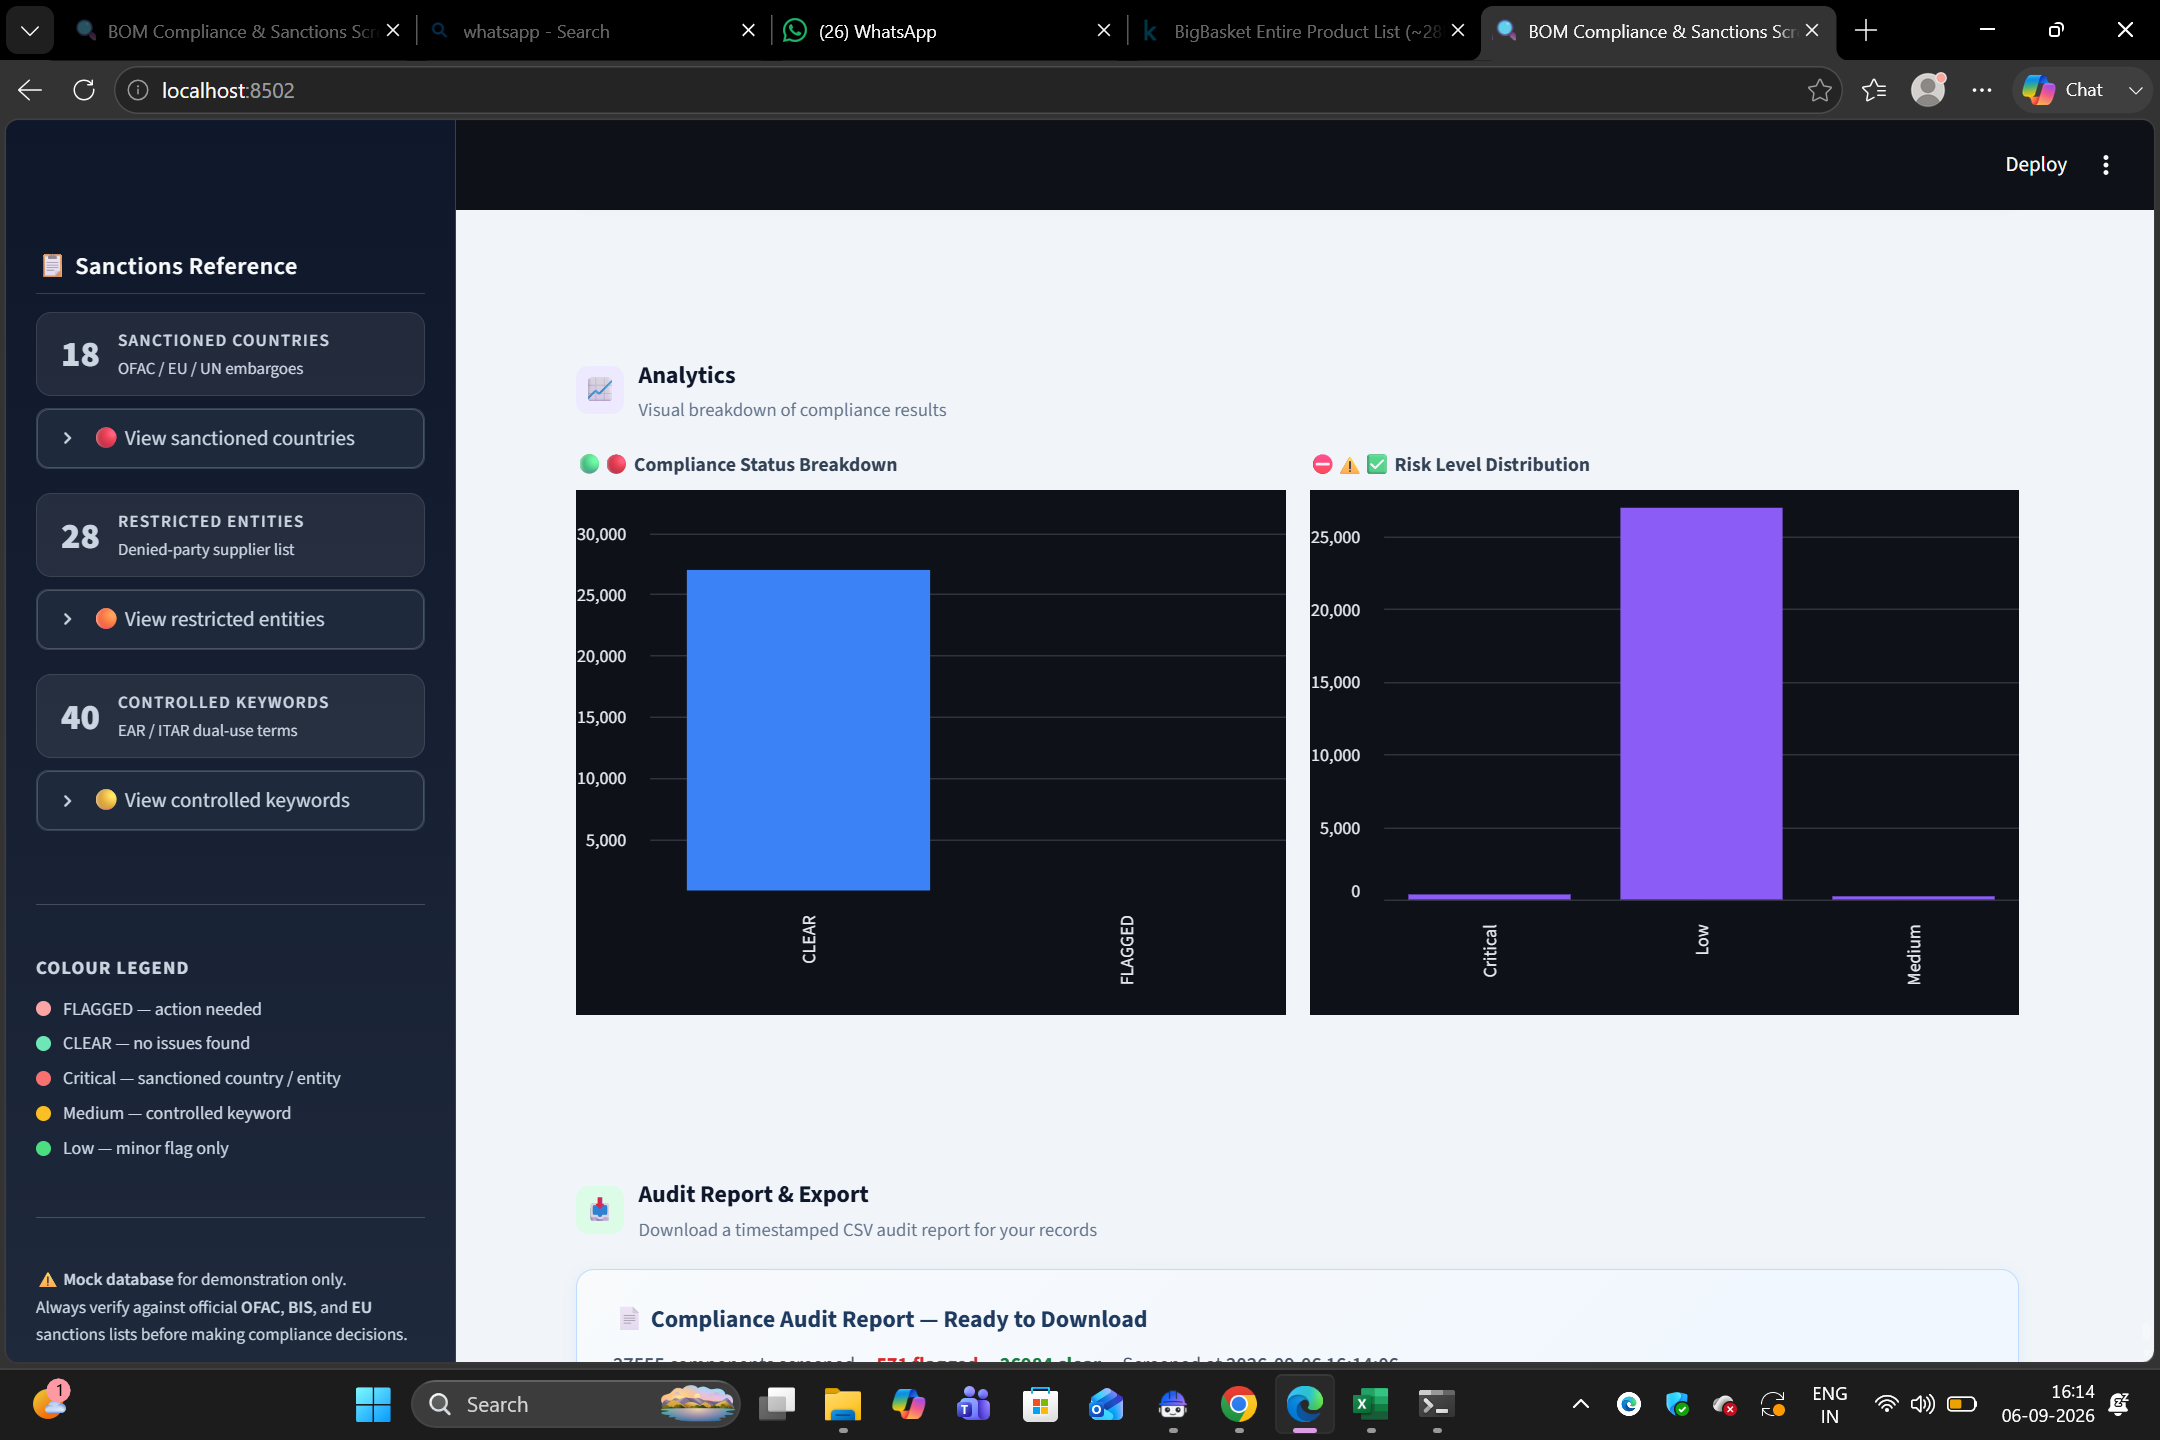 BOM Compliance & Sanctions Scr
whatsapp - Search
(26) WhatsApp
BigBasket Entire Product List (~28
BOM Compliance & Sanctions Scr
localhost:8502
Chat
Deploy
Sanctions Reference
18
SANCTIONED COUNTRIES
OFAC / EU / UN embargoes
View sanctioned countries
28
RESTRICTED ENTITIES
Denied-party supplier list
View restricted entities
40
CONTROLLED KEYWORDS
EAR / ITAR dual-use terms
View controlled keywords
COLOUR LEGEND
FLAGGED — action needed
CLEAR — no issues found
Critical — sanctioned country / entity
Medium — controlled keyword
Low — minor flag only
Mock database for demonstration only.
Always verify against official OFAC, BIS, and EU
sanctions lists before making compliance decisions.
Analytics
Visual breakdown of compliance results
Compliance Status Breakdown
30,000
25,000
20,000
15,000
10,000
5,000
CLEAR
FLAGGED
Risk Level Distribution
25,000
20,000
15,000
10,000
5,000
0
Critical
Low
Medium
Audit Report & Export
Download a timestamped CSV audit report for your records
Compliance Audit Report — Ready to Download
1
Search
ENG
IN
16:14
06-09-2026